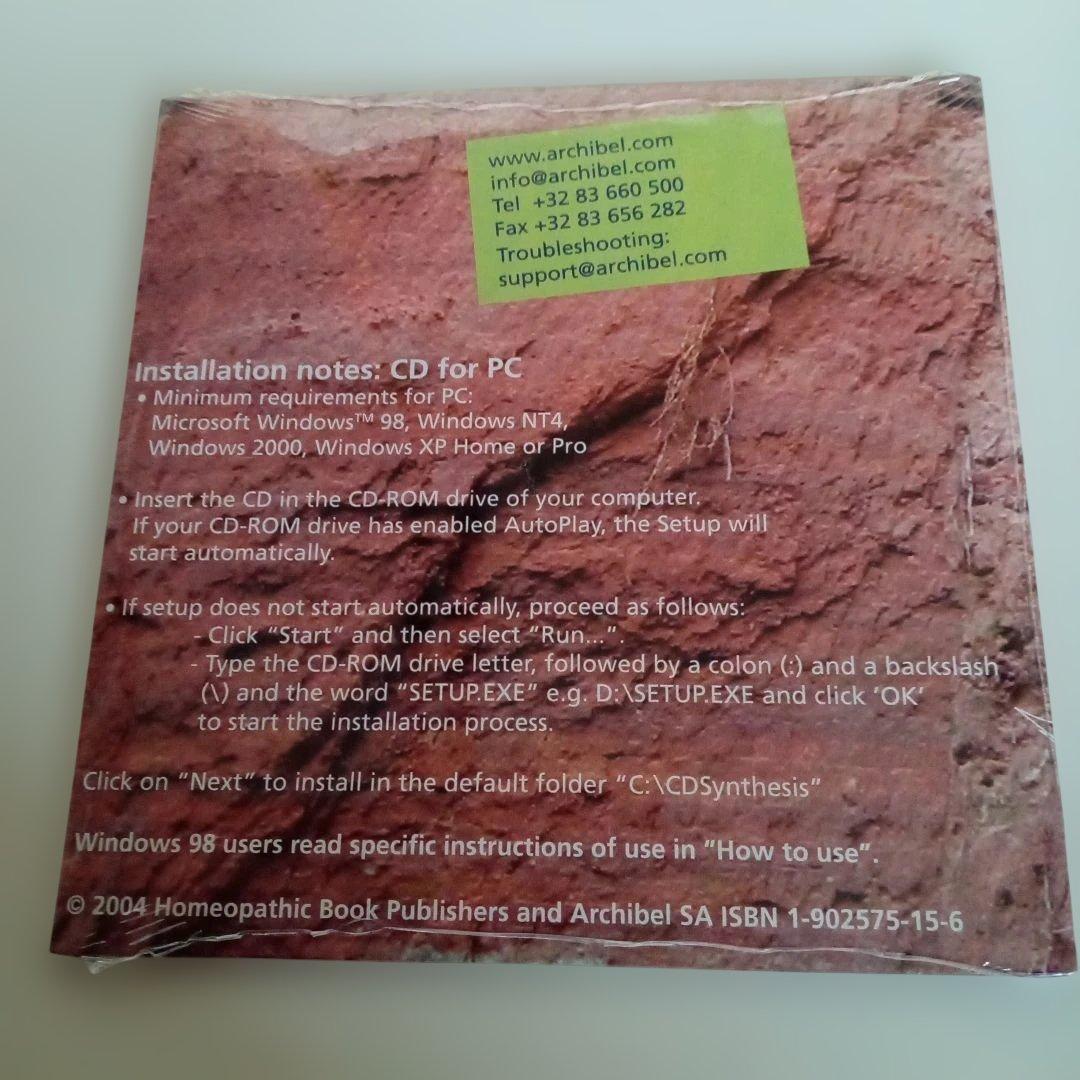 www.archibel.com
info@archibel.com
Tel +32 83 660 500
Fax +32 83 656 282
Troubleshooting:
support@archibel.com
Installation notes: CD for PC
• Minimum requirements for PC:
Microsoft Windows™ 98, Windows NT4,
Windows 2000, Windows XP Home or Pro
• Insert the CD in the CD-ROM drive of your computer.
If your CD-ROM drive has enabled AutoPlay, the Setup will
start automatically.
• If setup does not start automatically, proceed as follows:
- Click “Start” and then select “Run...”.
- Type the CD-ROM drive letter, followed by a colon (:) and a backslash
(\) and the word “SETUP.EXE” e.g. D:\SETUP.EXE and click ‘OK’
to start the installation process.
Click on “Next” to install in the default folder “C:\CDSynthesis”
Windows 98 users read specific instructions of use in “How to use”.
© 2004 Homeopathic Book Publishers and Archibel SA ISBN 1-902575-15-6